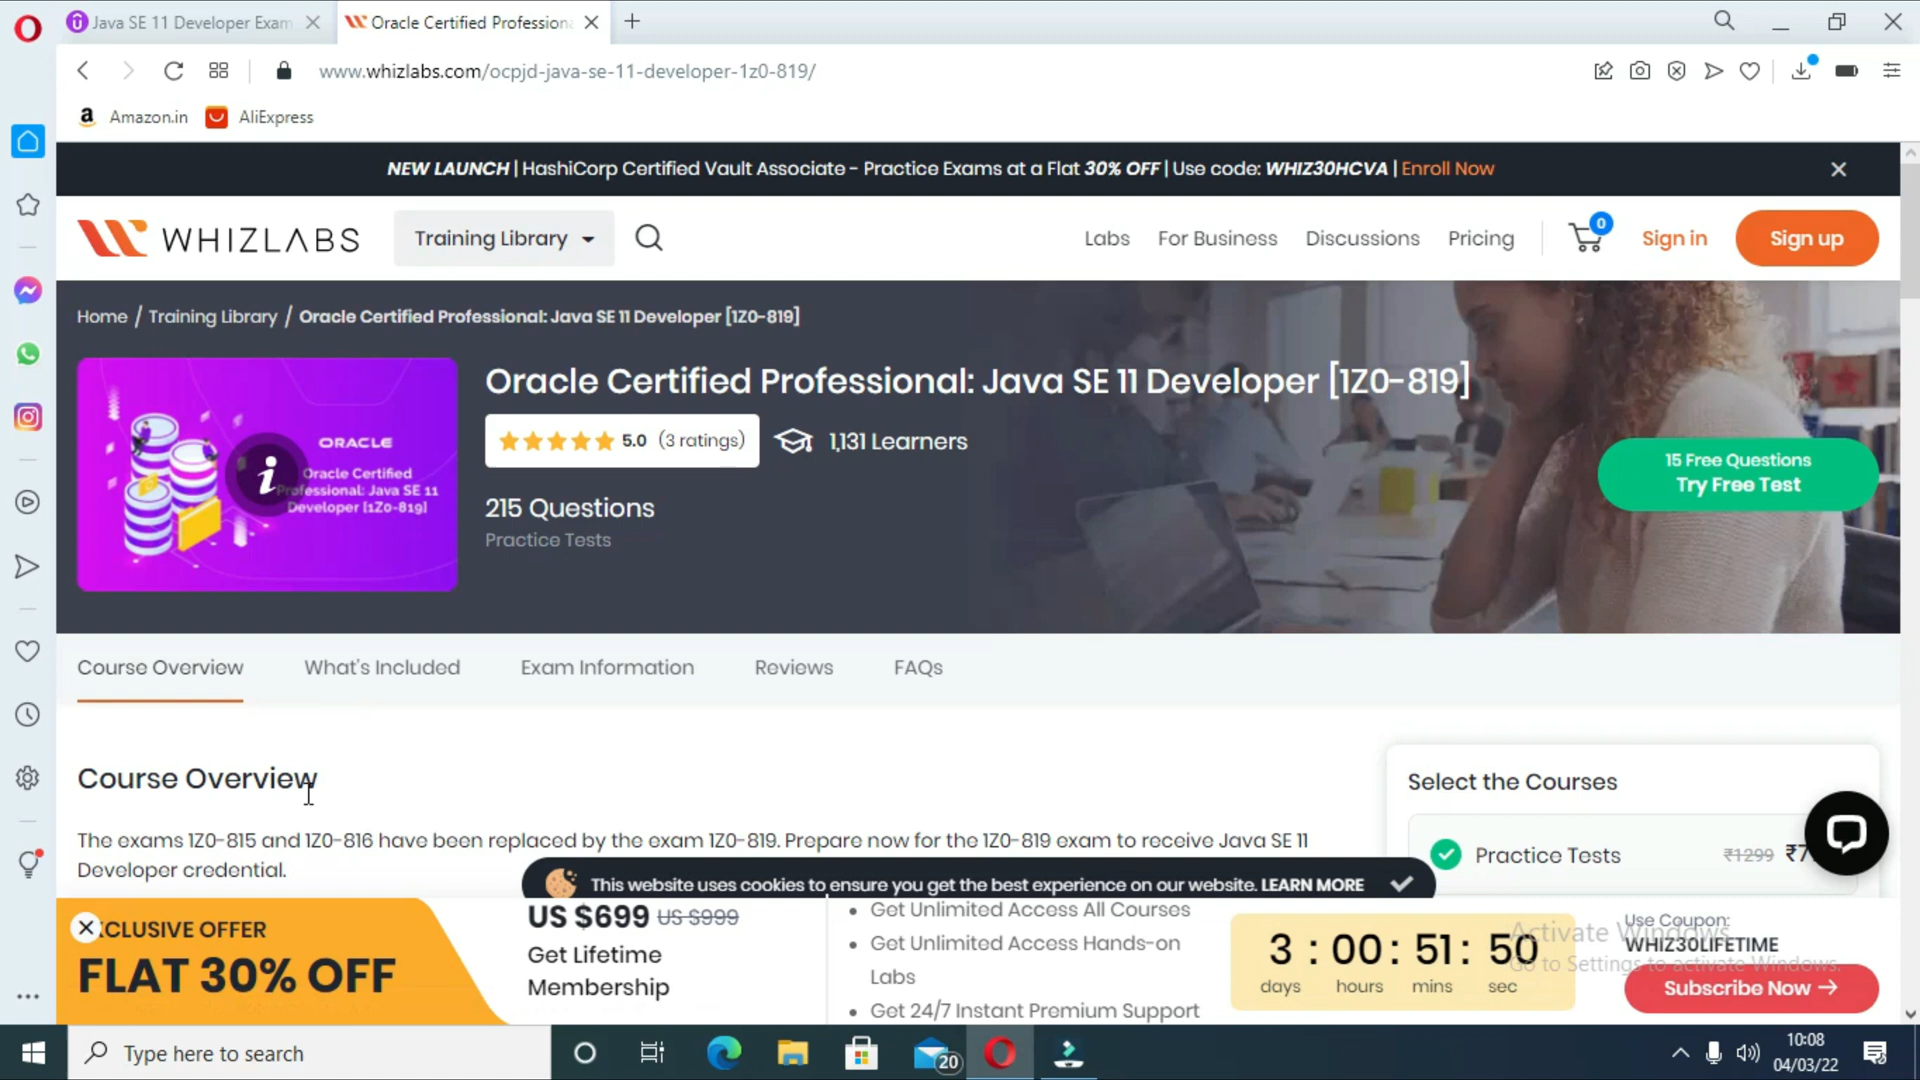 Java SE 11 Developer Exam
Oracle Certified Profession
www.whizlabs.com/ocpjd-java-se-11-developer-1z0-819/
Amazon.in
AliExpress
NEW LAUNCH | HashiCorp Certified Vault Associate - Practice Exams at a Flat 30% OFF | Use code: WHIZ30HCVA | Enroll Now
WHIZLABS
Training Library
Labs
For Business
Discussions
Pricing
0
Sign in
Sign up
Home / Training Library / Oracle Certified Professional: Java SE 11 Developer [1Z0-819]
ORACLE
Oracle Certified
Professional: Java SE 11
Developer [1Z0-819]
Oracle Certified Professional: Java SE 11 Developer [1Z0-819]
5.0 (3 ratings)
1,131 Learners
215 Questions
Practice Tests
15 Free Questions
Try Free Test
Course Overview
What's Included
Exam Information
Reviews
FAQs
Course Overview
The exams 1Z0-815 and 1Z0-816 have been replaced by the exam 1Z0-819. Prepare now for the 1Z0-819 exam to receive Java SE 11
Developer credential.
Select the Courses
Practice Tests
₹1299 ₹7
This website uses cookies to ensure you get the best experience on our website. LEARN MORE
XCLUSIVE OFFER
FLAT 30% OFF
US $699 US $999
Get Lifetime
Membership
• Get Unlimited Access All Courses
• Get Unlimited Access Hands-on
Labs
• Get 24/7 Instant Premium Support
3 : 00 : 51 : 50
days hours mins sec
Use Coupon:
WHIZ30LIFETIME
Subscribe Now →
Activate Windows
Go to Settings to activate Windows.
Type here to search
20
10:08
04/03/22